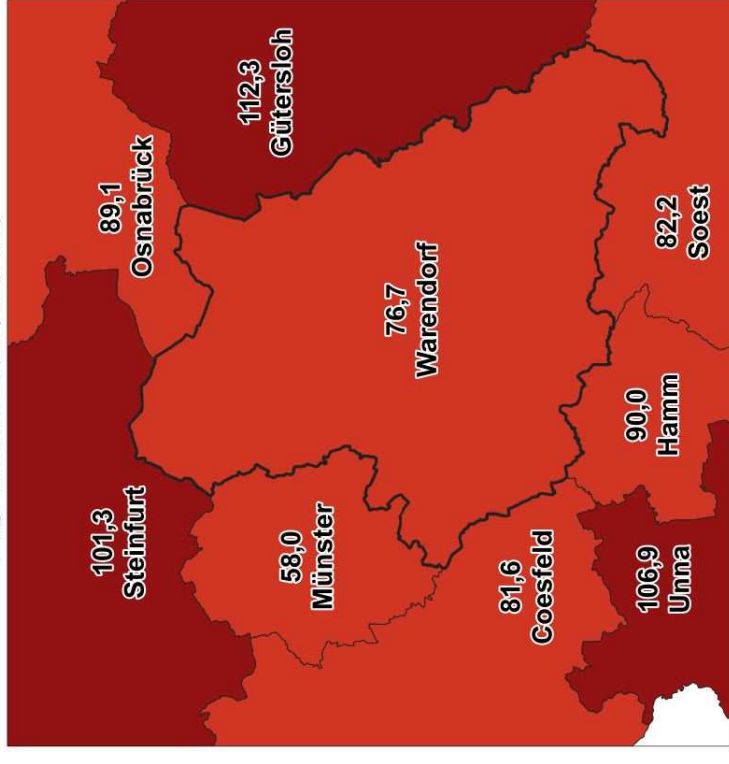 101,3
Steinfurt
89,1
Osnabrück
112,3
Gütersloh
58,0
Münster
76,7
Warendorf
81,6
Coesfeld
106,9
Unna
90,0
Hamm
82,2
Soest